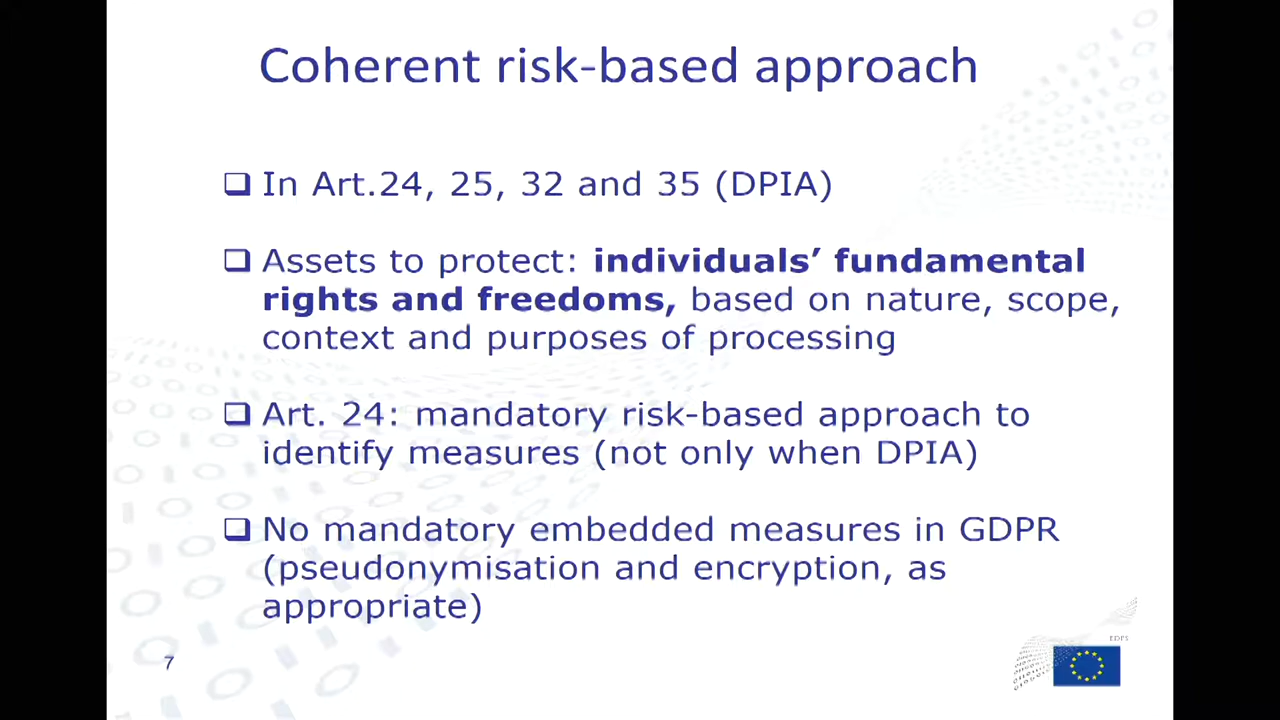 Coherent risk-based approach
In Art.24, 25, 32 and 35 (DPIA)
Assets to protect: individuals’ fundamental
rights and freedoms, based on nature, scope,
context and purposes of processing
Art. 24: mandatory risk-based approach to
identify measures (not only when DPIA)
No mandatory embedded measures in GDPR
(pseudonymisation and encryption, as
appropriate)
7
EDPS